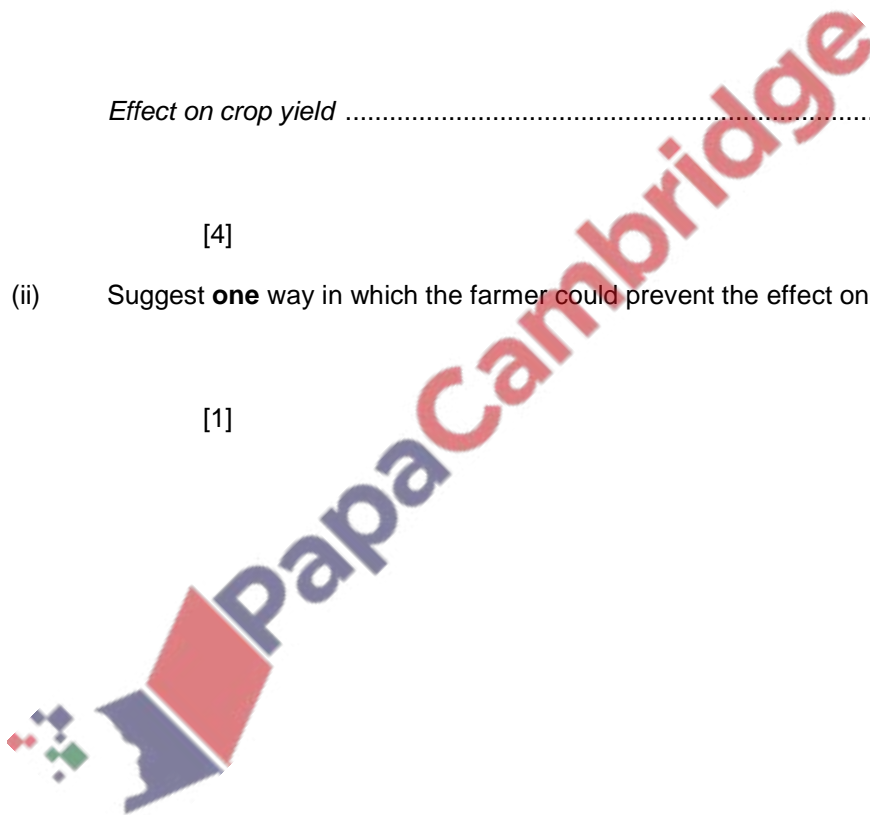 Effect on crop yield ........................................................................
[4]
(ii) Suggest one way in which the farmer could prevent the effect on
[1]
PapaCambridge